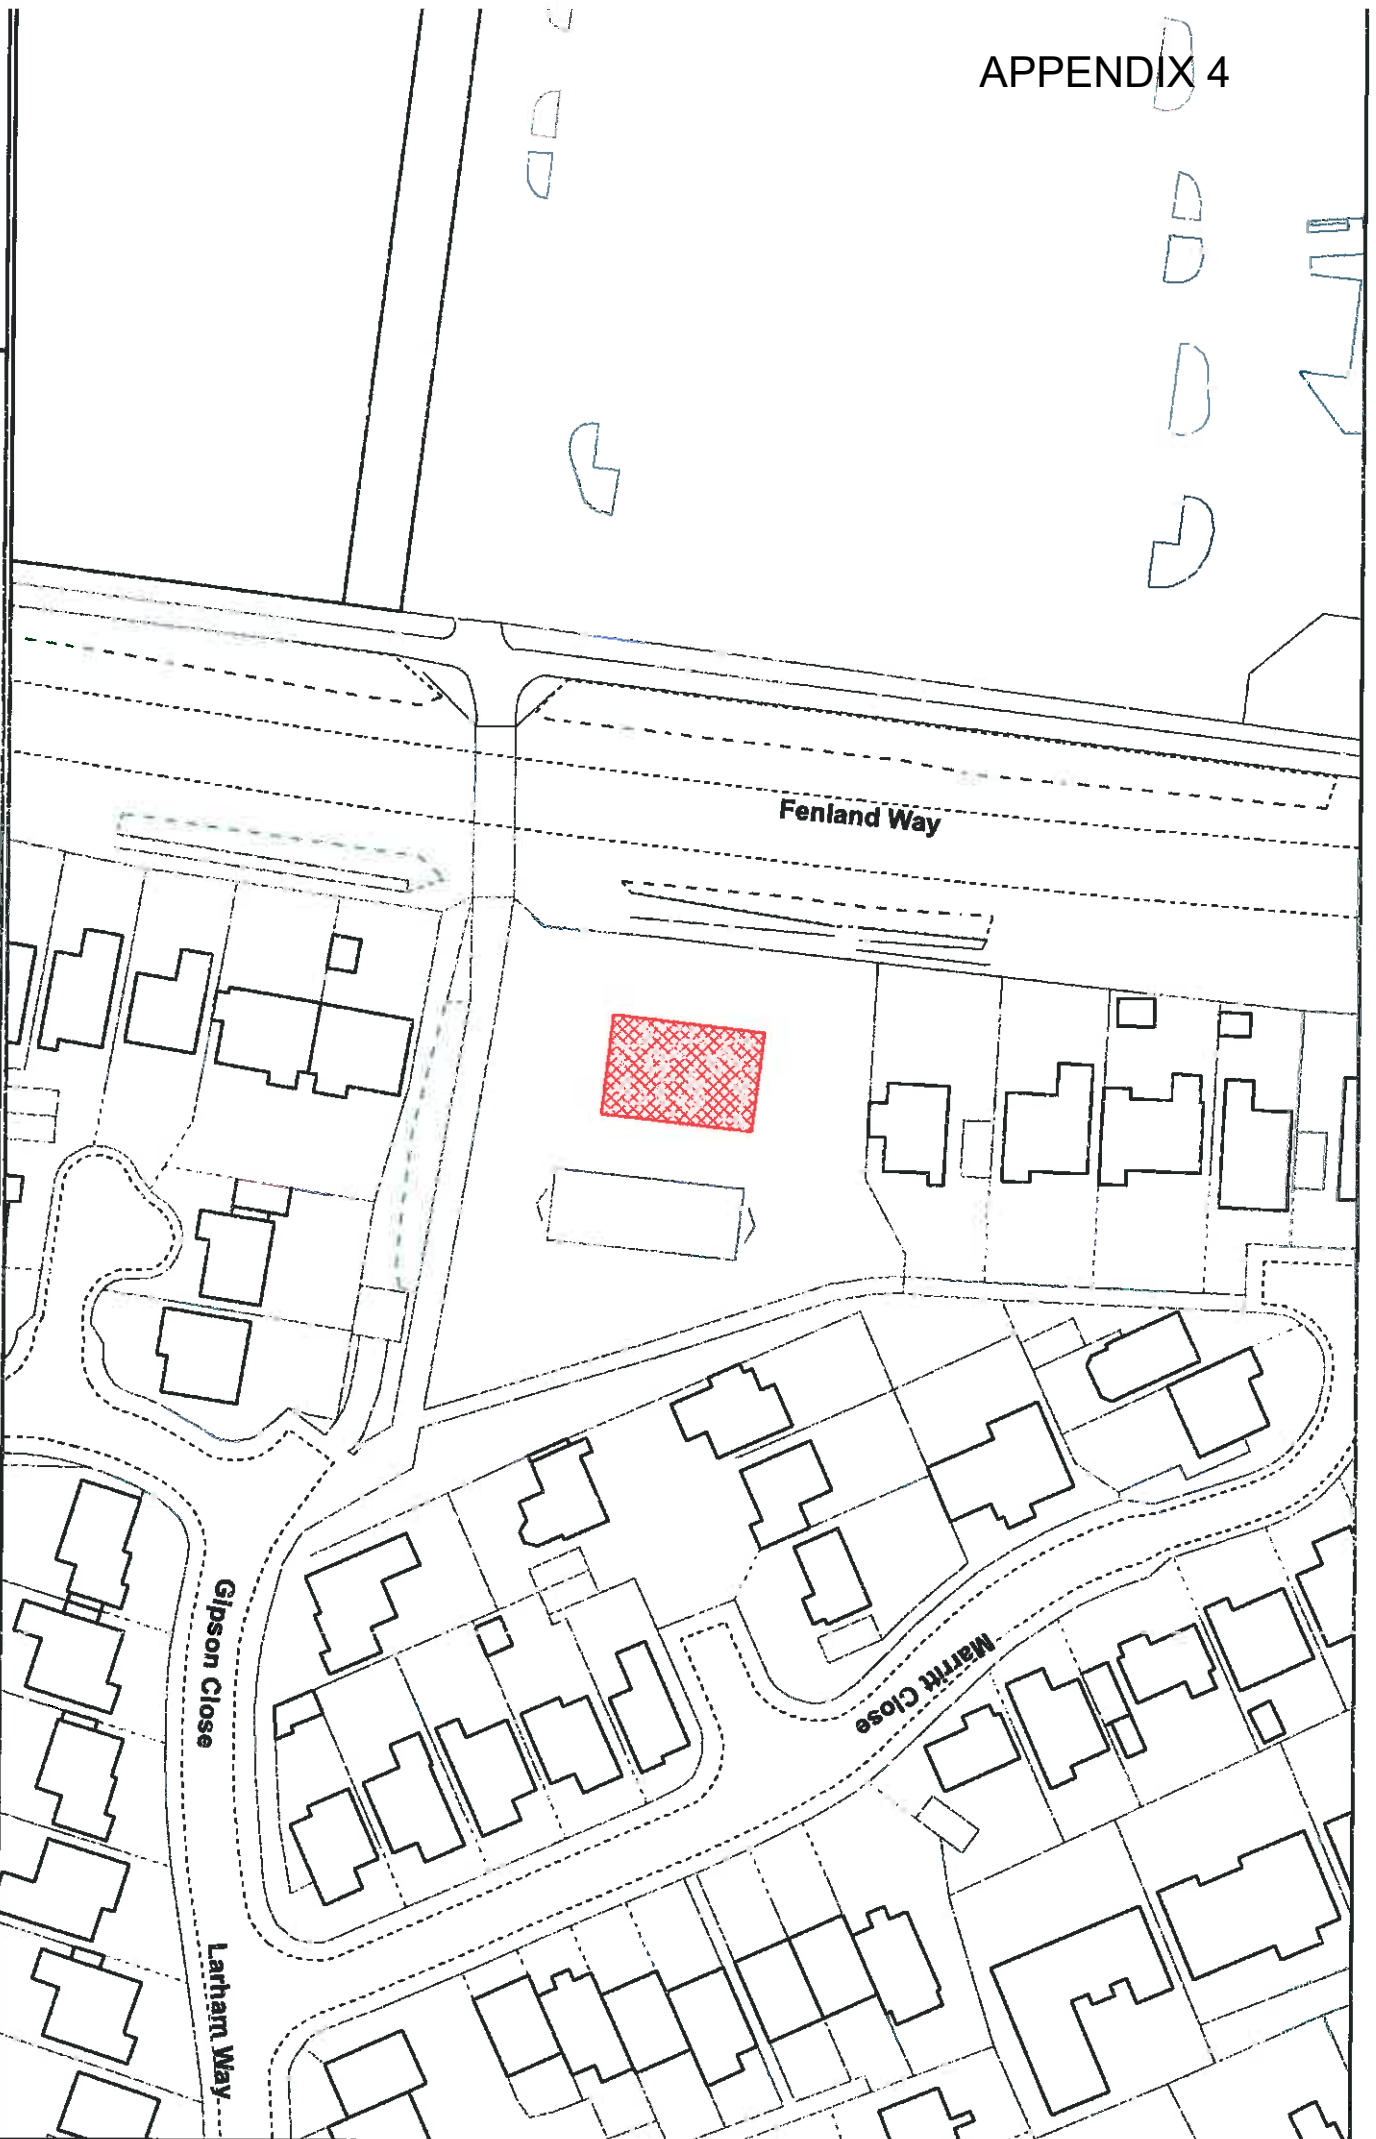 APPENDIX 4
Fenland Way
Gipson Close
Marritt Close
Larham Way